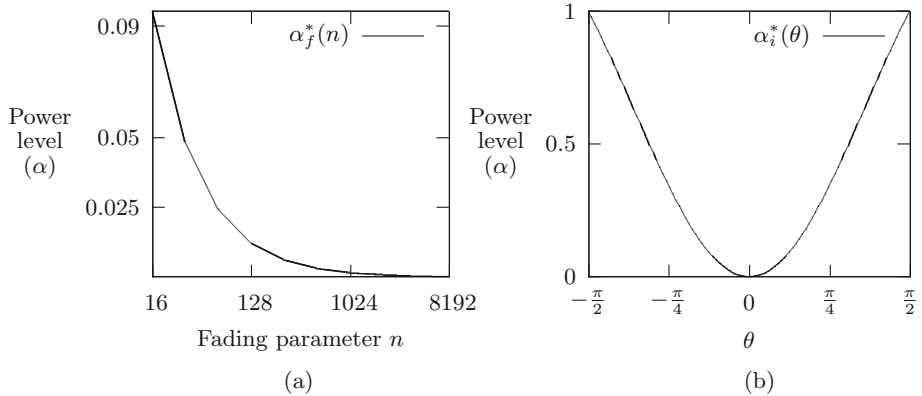 0.09
0.05
0.025
Power
level
(α)
α*_f(n)
16
128
1024
8192
Fading parameter n
(a)
1
0.5
0
Power
level
(α)
α*_i(θ)
−π/2
−π/4
0
π/4
π/2
θ
(b)